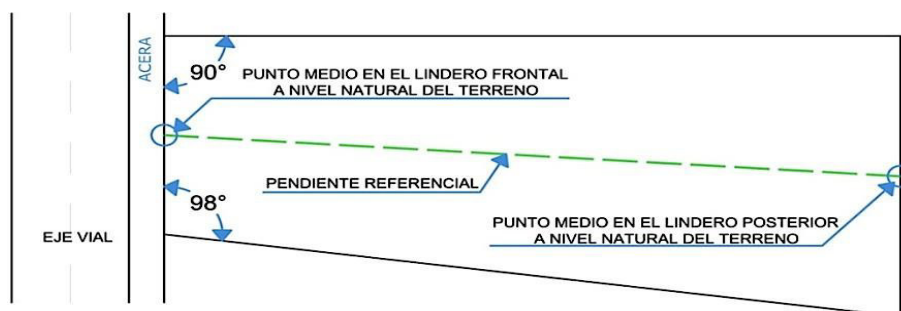 ACERA
90°
PUNTO MEDIO EN EL LINDERO FRONTAL
A NIVEL NATURAL DEL TERRENO
PENDIENTE REFERENCIAL
98°
EJE VIAL
PUNTO MEDIO EN EL LINDERO POSTERIOR
A NIVEL NATURAL DEL TERRENO